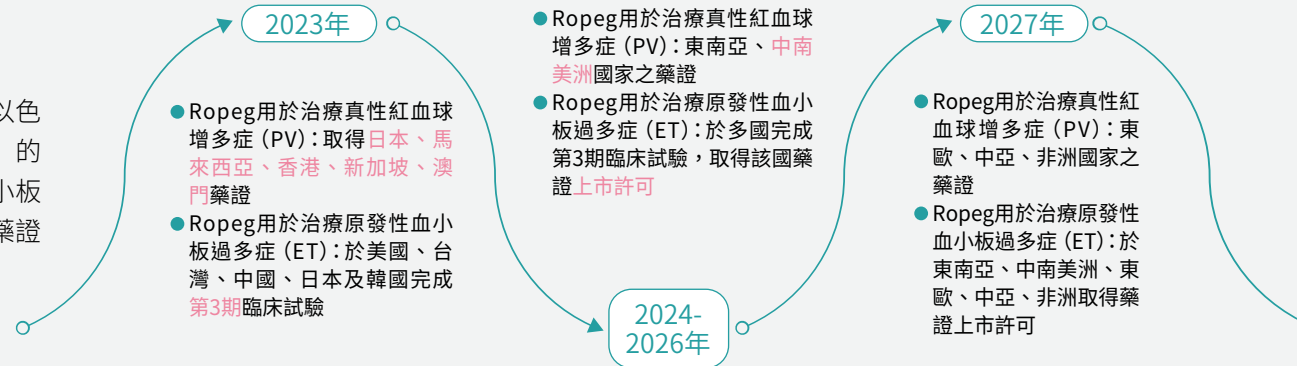 以色
的
小板
藥證
2023年
●Ropeg用於治療真性紅血球
增多症（PV）：取得日本、馬
來西亞、香港、新加坡、澳
門藥證
●Ropeg用於治療原發性血小
板過多症（ET）：於美國、台
灣、中國、日本及韓國完成
第3期臨床試驗
●Ropeg用於治療真性紅血球
增多症（PV）：東南亞、中南
美洲國家之藥證
●Ropeg用於治療原發性血小
板過多症（ET）：於多國完成
第3期臨床試驗，取得該國藥
證上市許可
2024-
2026年
2027年
●Ropeg用於治療真性紅
血球增多症（PV）：東
歐、中亞、非洲國家之
藥證
●Ropeg用於治療原發性
血小板過多症（ET）：於
東南亞、中南美洲、東
歐、中亞、非洲取得藥
證上市許可